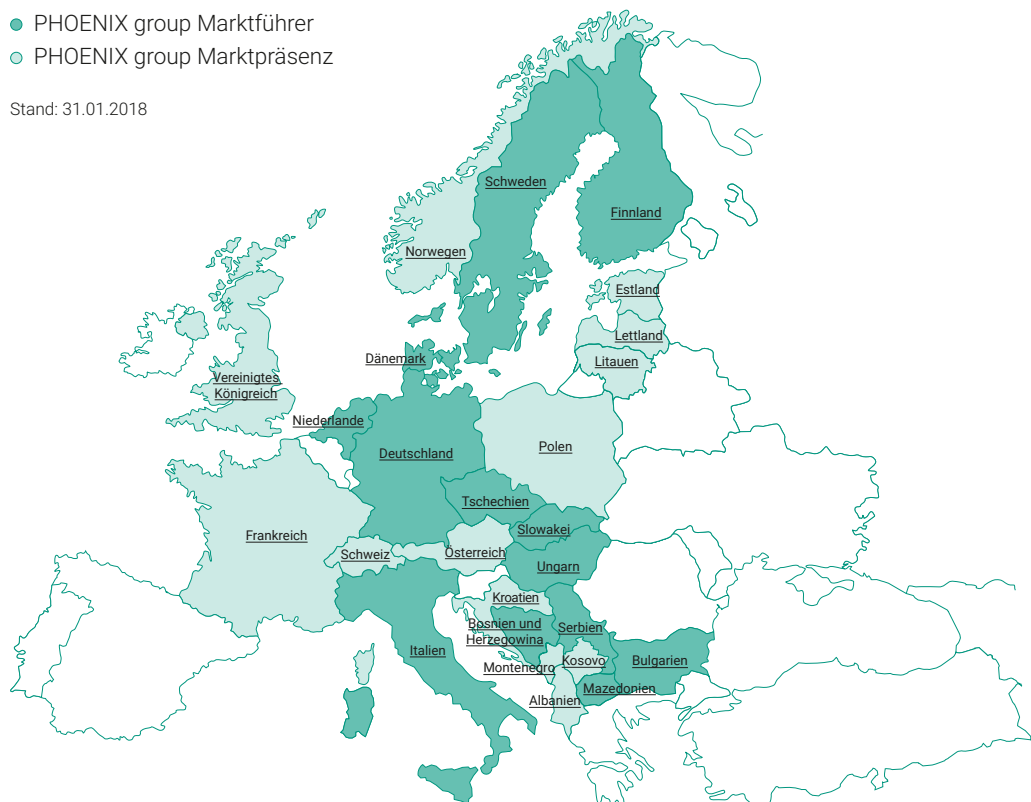 PHOENIX group Marktführer
PHOENIX group Marktpräsenz
Stand: 31.01.2018
Schweden
Finnland
Norwegen
Estland
Lettland
Dänemark
Litauen
Vereinigtes
Königreich
Niederlande
Deutschland
Polen
Tschechien
Frankreich
Slowakei
Schweiz
Österreich
Ungarn
Kroatien
Bosnien und
Herzegowina
Serbien
Italien
Montenegro
Kosovo
Bulgarien
Mazedonien
Albanien